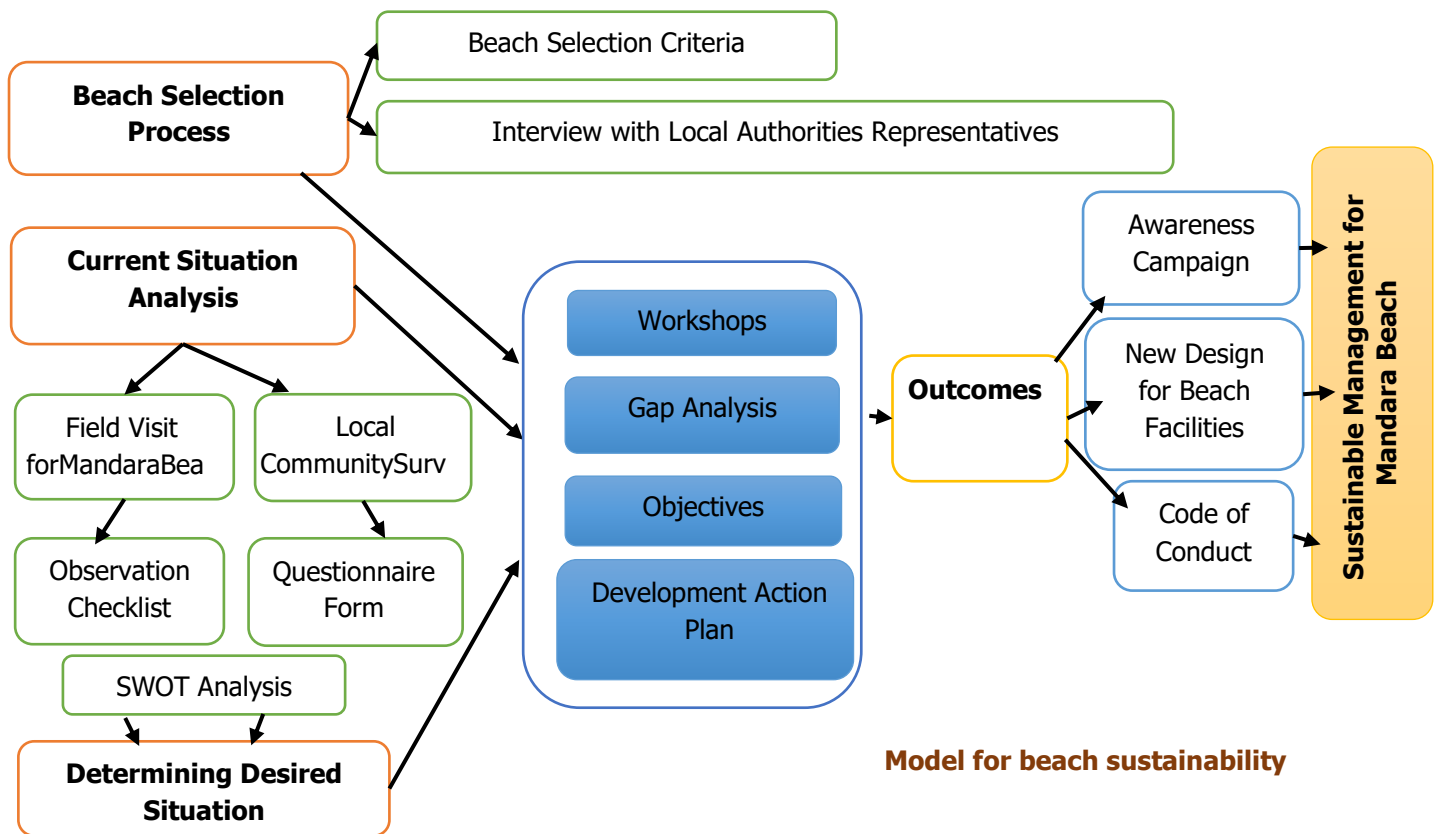 Beach Selection Criteria
Beach Selection
Process
Interview with Local Authorities Representatives
Current Situation
Analysis
Field Visit
forMandaraBea
Local
CommunitySurv
Observation
Checklist
Questionnaire
Form
SWOT Analysis
Determining Desired
Situation
Workshops
Gap Analysis
Objectives
Development Action
Plan
Outcomes
Awareness
Campaign
New Design
for Beach
Facilities
Code of
Conduct
Sustainable Management for
Mandara Beach
Model for beach sustainability